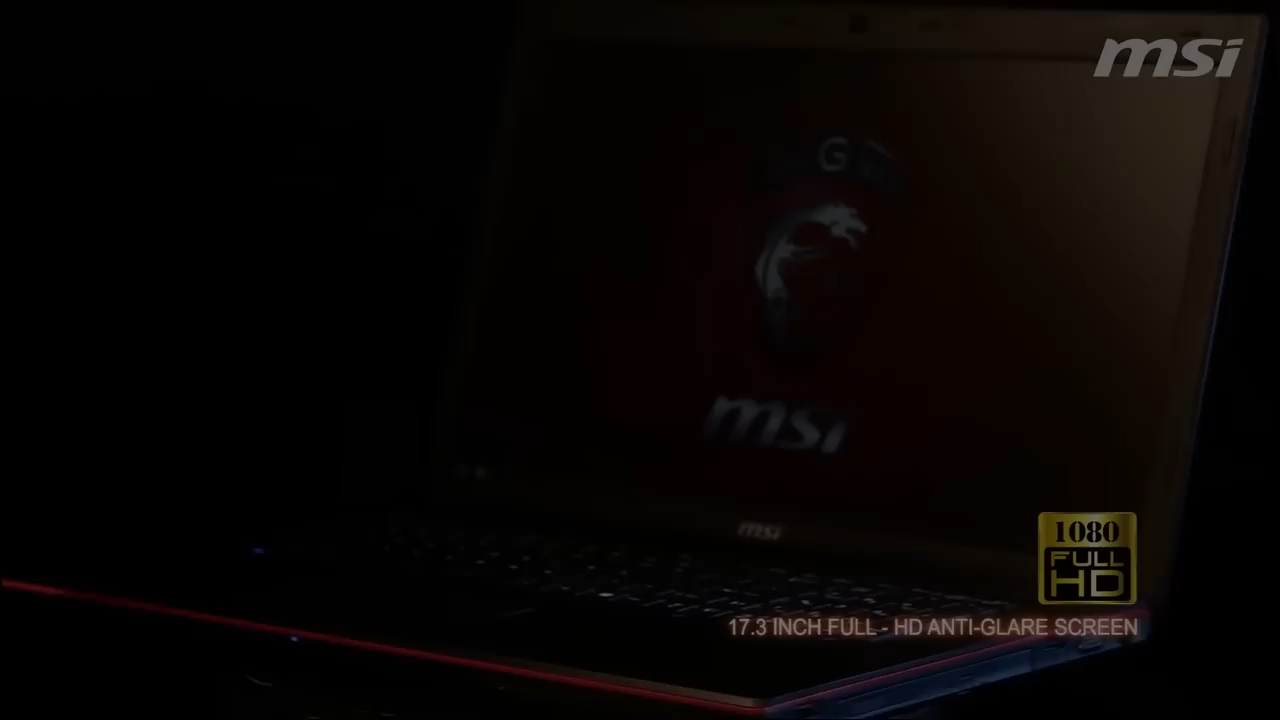 msi
G
msi
msi
1080
FULL
HD
17.3 INCH FULL - HD ANTI-GLARE SCREEN